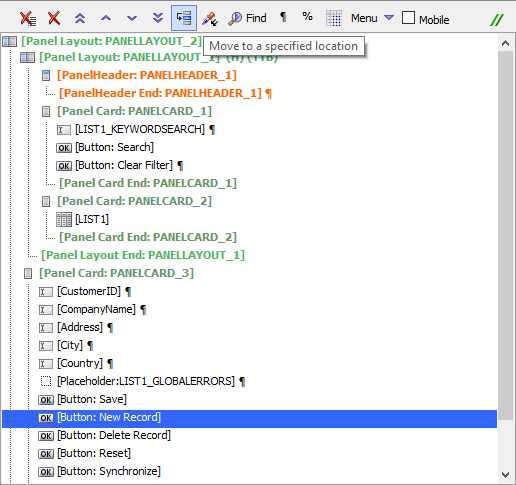 Find ¶ % Menu Mobile //
Move to a specified location
[Panel Layout: PANELLAYOUT_2]
[Panel Layout: PANELLAYOUT_1] (H) (TTB)
[PanelHeader: PANELHEADER_1]
[PanelHeader End: PANELHEADER_1] ¶
[Panel Card: PANELCARD_1]
[LIST1_KEYWORDSEARCH] ¶
OK [Button: Search]
OK [Button: Clear Filter] ¶
[Panel Card End: PANELCARD_1]
[Panel Card: PANELCARD_2]
[LIST1]
[Panel Card End: PANELCARD_2]
[Panel Layout End: PANELLAYOUT_1]
[Panel Card: PANELCARD_3]
[CustomerID] ¶
[CompanyName] ¶
[Address] ¶
[City] ¶
[Country] ¶
[Placeholder:LIST1_GLOBALERRORS] ¶
OK [Button: Save]
OK [Button: New Record]
OK [Button: Delete Record]
OK [Button: Reset]
OK [Button: Synchronize]